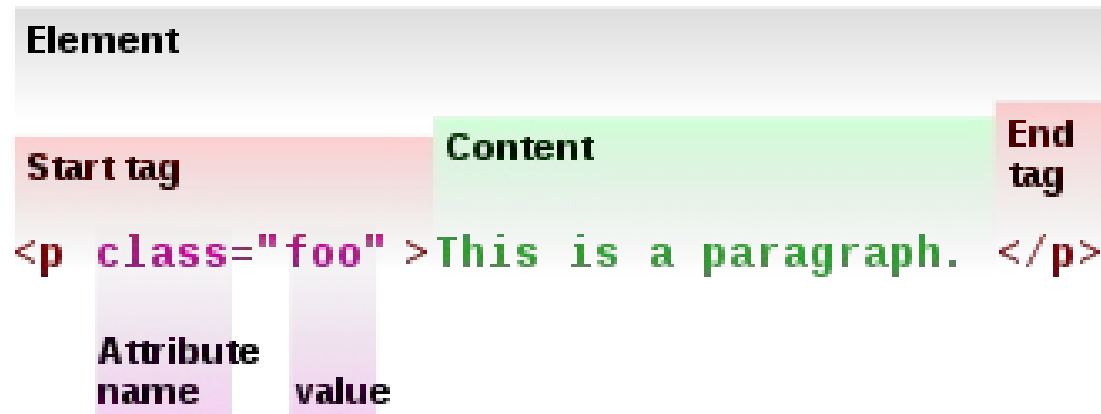 Element
Start tag
Content
End
tag
<p class="foo" >This is a paragraph. </p>
Attribute
name value